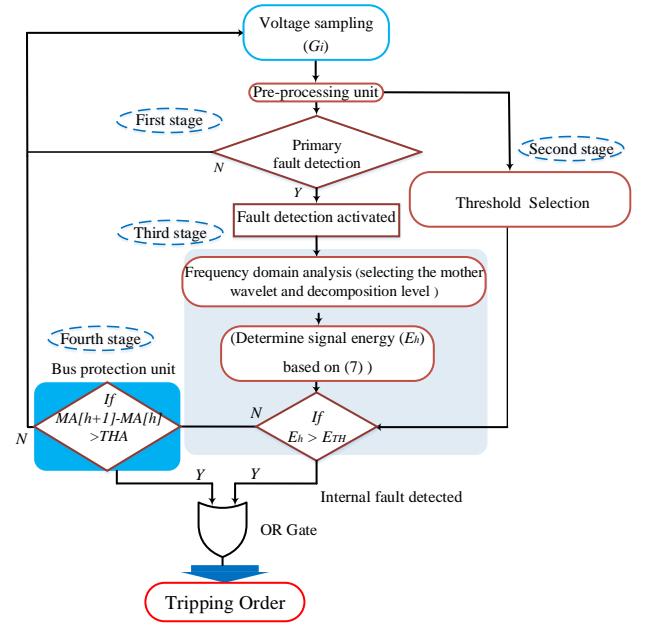 Voltage sampling
(Gi)
Pre-processing unit
First stage
Primary
fault detection
N
Y
Second stage
Threshold Selection
Fault detection activated
Third stage
Frequency domain analysis (selecting the mother
wavelet and decomposition level )
Fourth stage
(Determine signal energy (Eh)
based on (7) )
Bus protection unit
If
MA[h+1]-MA[h]
>THA
N
N
If
Eh > ETH
Y
Y
Internal fault detected
OR Gate
Tripping Order